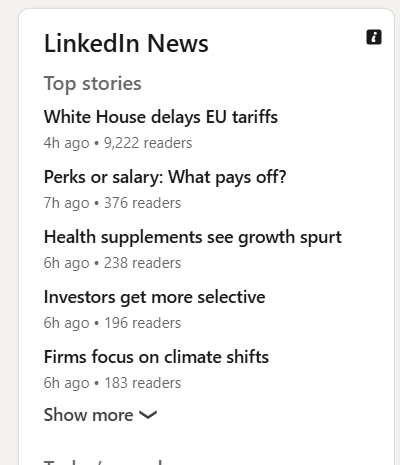 LinkedIn News
Top stories
White House delays EU tariffs
4h ago • 9,222 readers
Perks or salary: What pays off?
7h ago • 376 readers
Health supplements see growth spurt
6h ago • 238 readers
Investors get more selective
6h ago • 196 readers
Firms focus on climate shifts
6h ago • 183 readers
Show more